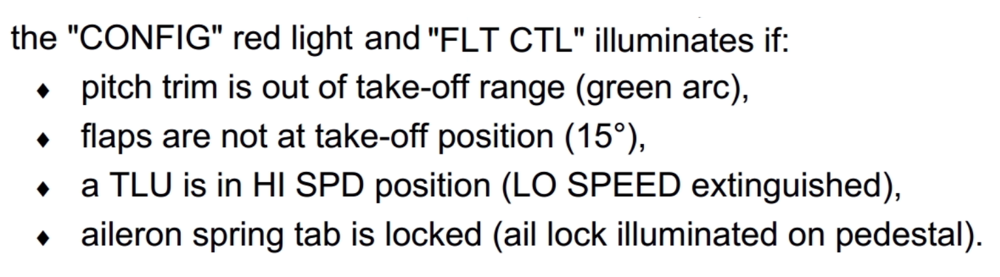 the "CONFIG" red light and "FLT CTL" illuminates if:
♦ pitch trim is out of take-off range (green arc),
♦ flaps are not at take-off position (15°),
♦ a TLU is in HI SPD position (LO SPEED extinguished),
♦ aileron spring tab is locked (ail lock illuminated on pedestal).